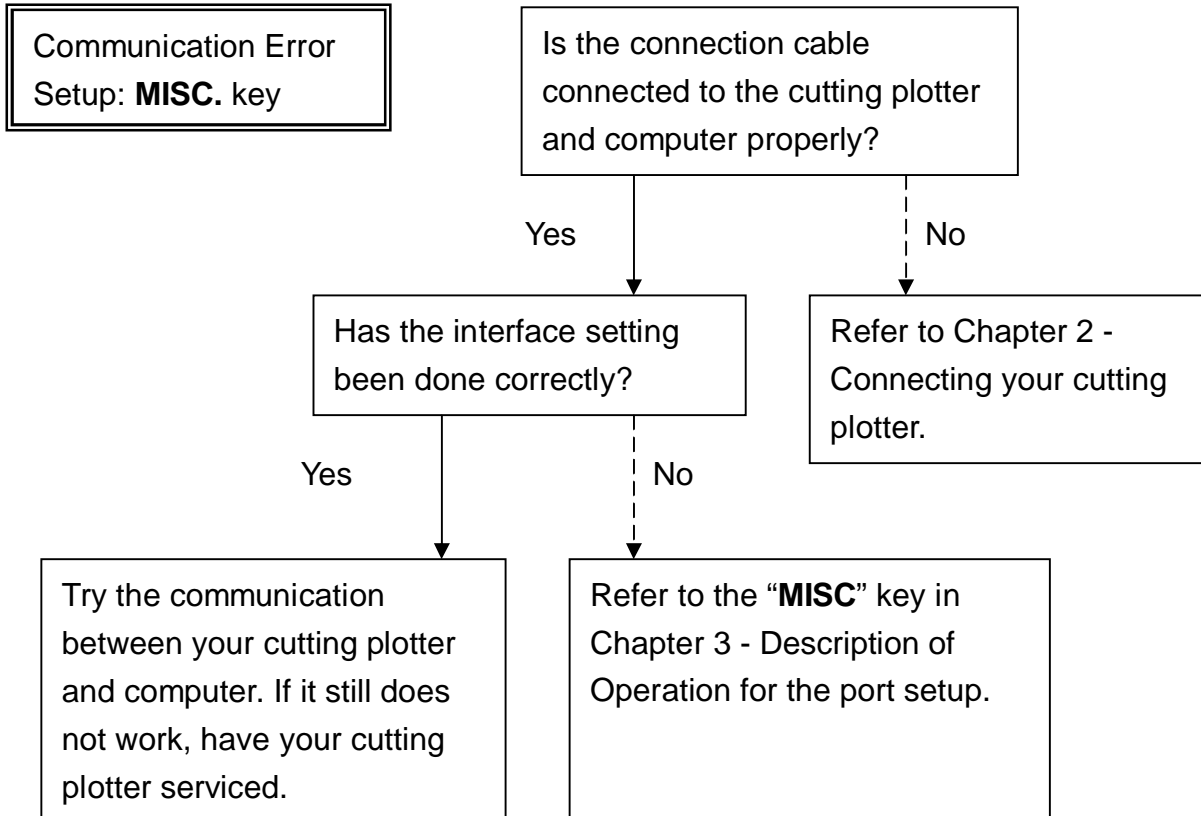 Communication Error
Setup: MISC. key
Is the connection cable
connected to the cutting plotter
and computer properly?
Yes
No
Has the interface setting
been done correctly?
Refer to Chapter 2 -
Connecting your cutting
plotter.
Yes
No
Try the communication
between your cutting plotter
and computer. If it still does
not work, have your cutting
plotter serviced.
Refer to the “MISC” key in
Chapter 3 - Description of
Operation for the port setup.